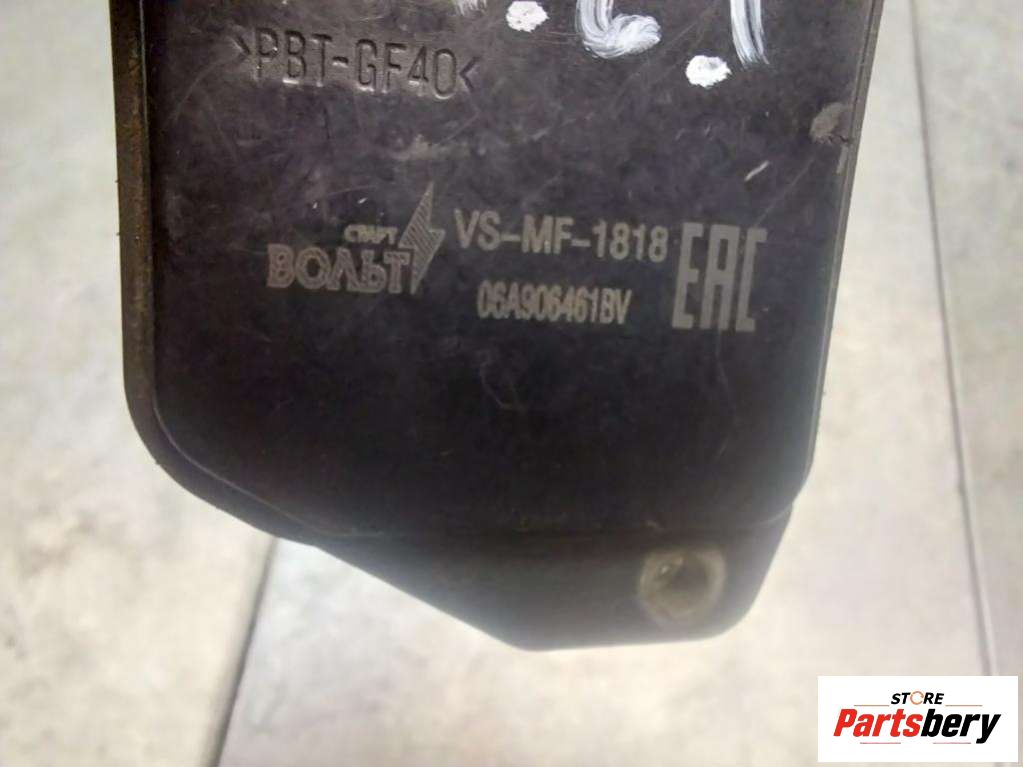 >PBT-GF40<
СТАРТ
ВОЛЬТ
VS-MF-1818
06A906461BV
EAC
STORE
Partsbery